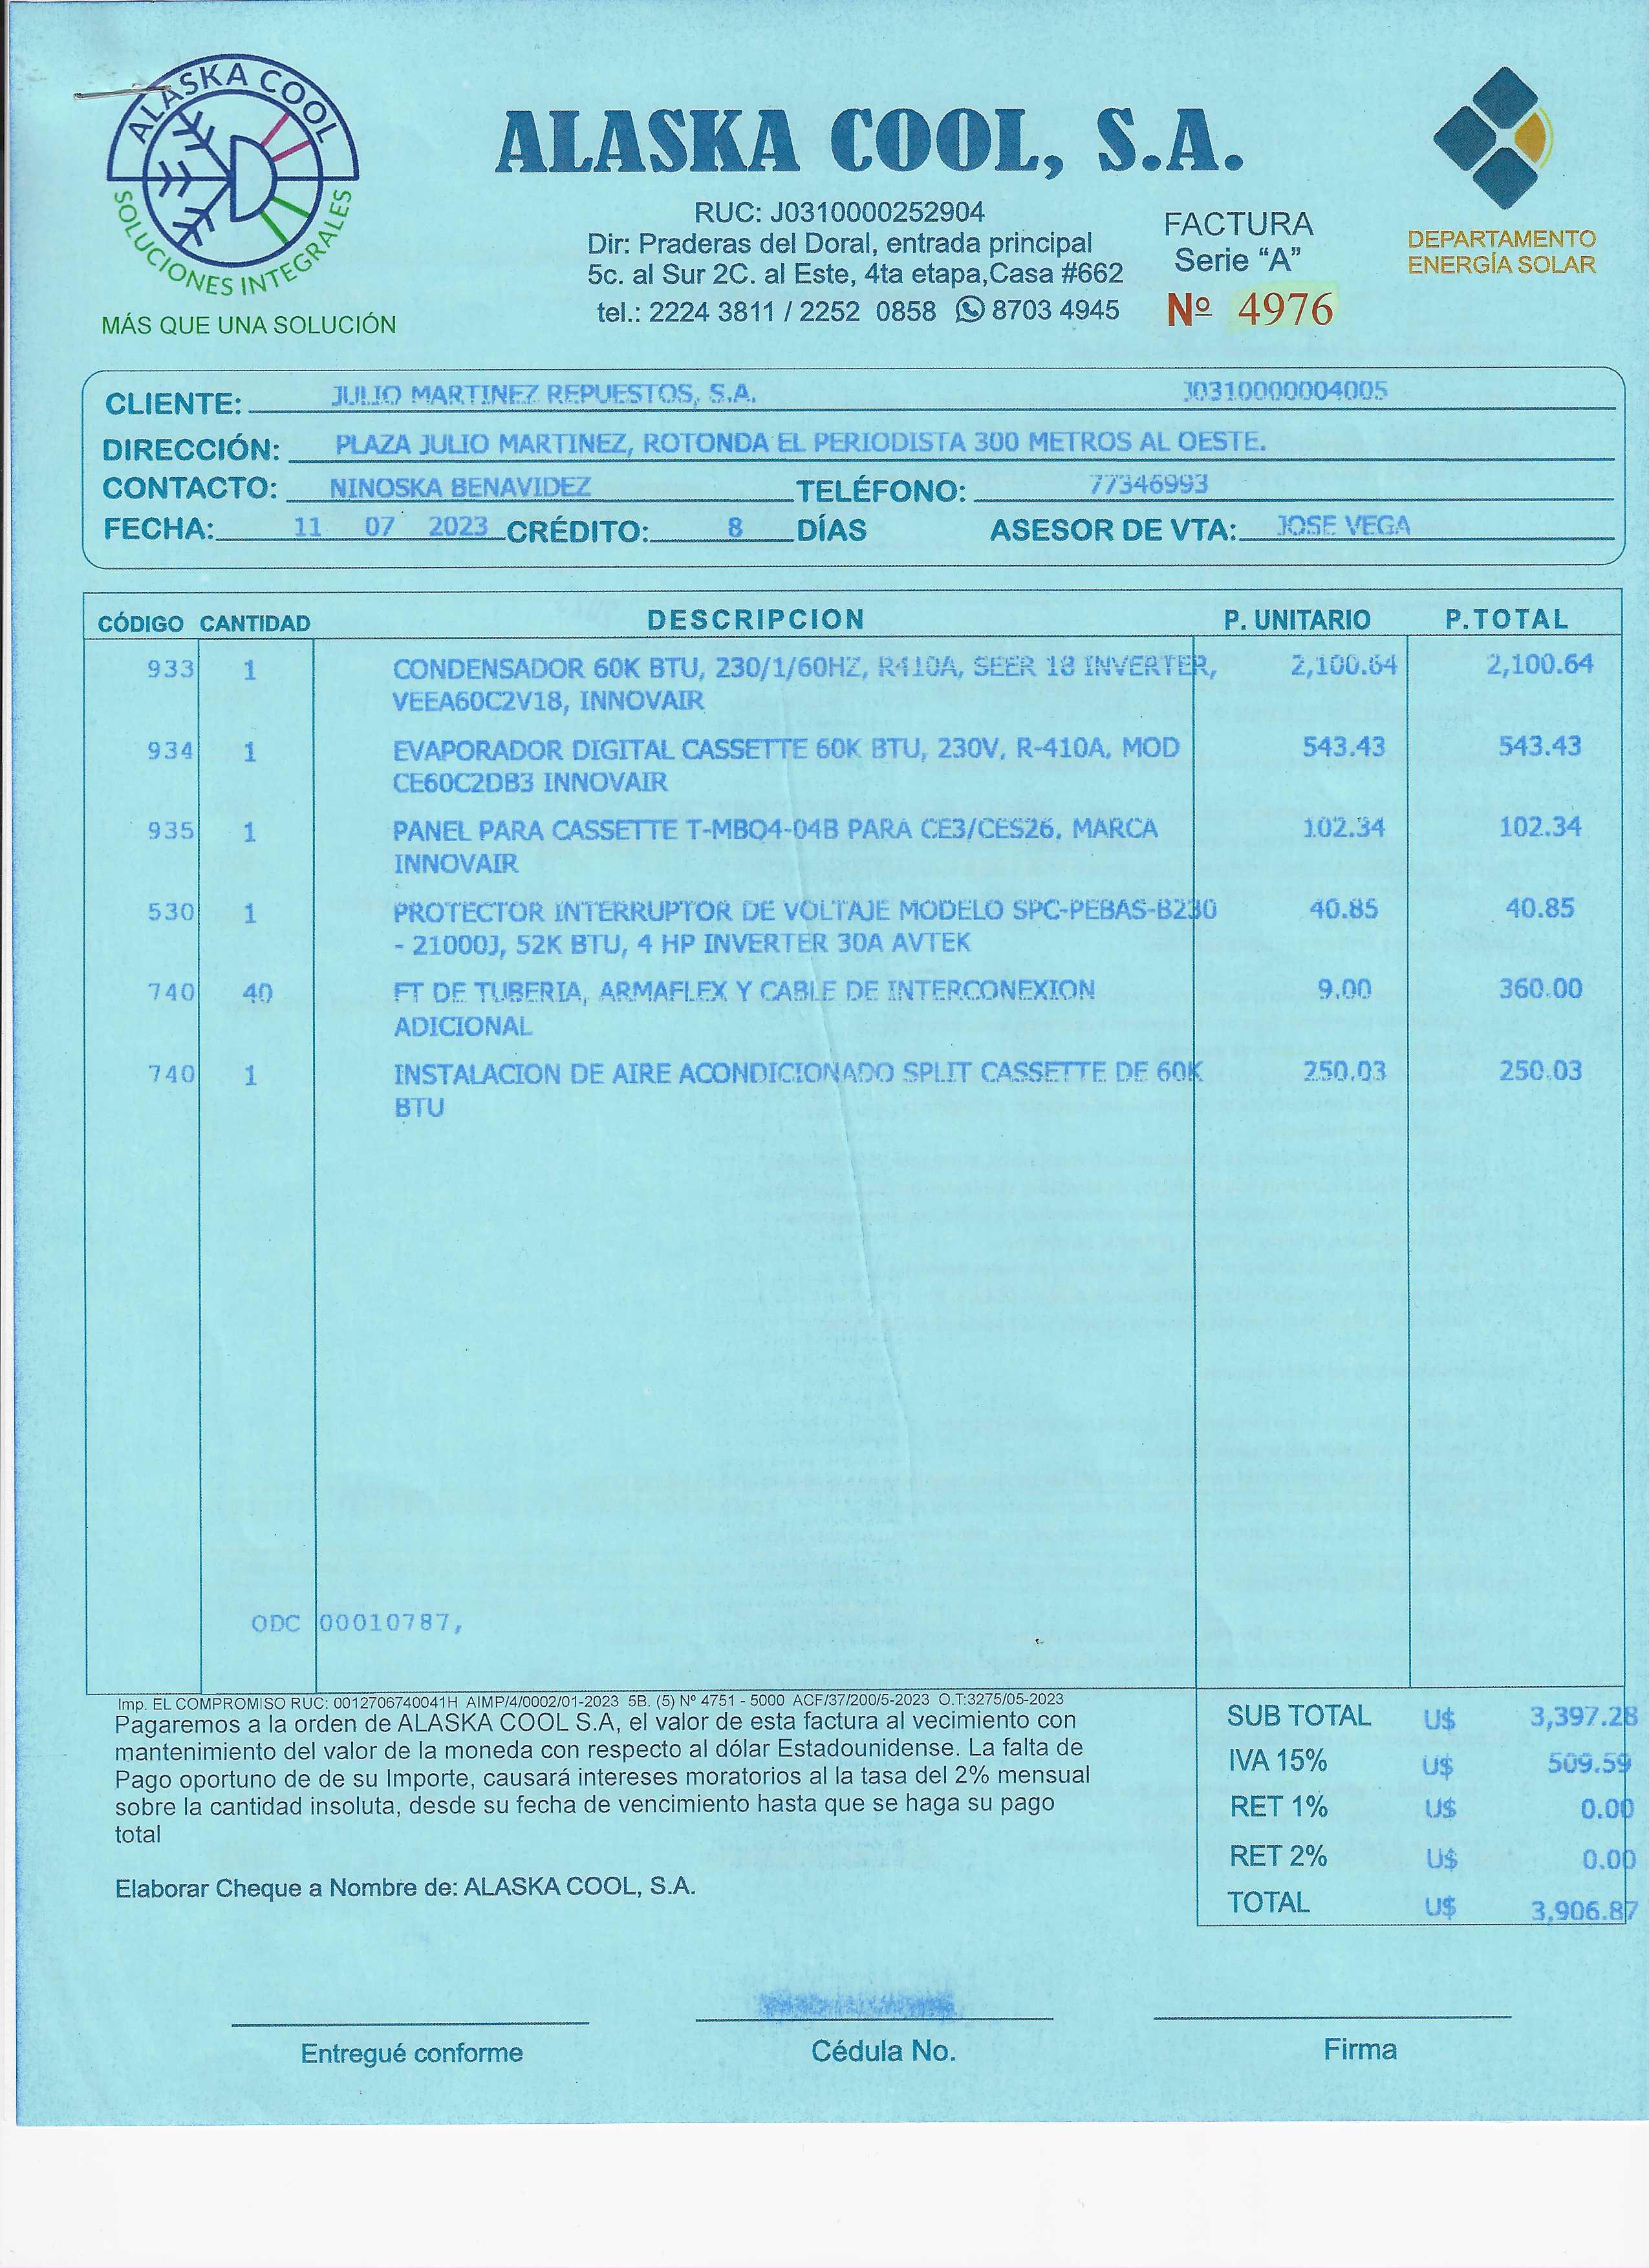 ALASKA COOL
SOLUCIONES INTEGRALES
MÁS QUE UNA SOLUCIÓN
ALASKA COOL, S.A.
RUC: J0310000252904
Dir: Praderas del Doral, entrada principal
5c. al Sur 2C. al Este, 4ta etapa,Casa #662
tel.: 2224 3811 / 2252 0858 8703 4945
FACTURA
Serie “A”
Nº 4976
DEPARTAMENTO
ENERGÍA SOLAR
CLIENTE: JULIO MARTINEZ REPUESTOS, S.A. J0310000004005
DIRECCIÓN: PLAZA JULIO MARTINEZ, ROTONDA EL PERIODISTA 300 METROS AL OESTE.
CONTACTO: NINOSKA BENAVIDEZ TELÉFONO: 77346993
FECHA: 11 07 2023 CRÉDITO: 8 DÍAS ASESOR DE VTA: JOSE VEGA
CÓDIGO CANTIDAD DESCRIPCION P. UNITARIO P.TOTAL
933 1 CONDENSADOR 60K BTU, 230/1/60HZ, R410A, SEER 18 INVERTER, 2,100.64 2,100.64
VEEA60C2V18, INNOVAIR
934 1 EVAPORADOR DIGITAL CASSETTE 60K BTU, 230V, R-410A, MOD 543.43 543.43
CE60C2DB3 INNOVAIR
935 1 PANEL PARA CASSETTE T-MBQ4-04B PARA CE3/CES26, MARCA 102.34 102.34
INNOVAIR
530 1 PROTECTOR INTERRUPTOR DE VOLTAJE MODELO SPC-PEBAS-B230 40.85 40.85
- 21000J, 52K BTU, 4 HP INVERTER 30A AVTEK
740 40 FT DE TUBERIA, ARMAFLEX Y CABLE DE INTERCONEXION 9.00 360.00
ADICIONAL
740 1 INSTALACION DE AIRE ACONDICIONADO SPLIT CASSETTE DE 60K 250.03 250.03
BTU
ODC 00010787,
Imp. EL COMPROMISO RUC: 0012706740041H AIMP/4/0002/01-2023 5B. (5) Nº 4751 - 5000 ACF/37/200/5-2023 O.T:3275/05-2023
Pagaremos a la orden de ALASKA COOL S.A, el valor de esta factura al vecimiento con
mantenimiento del valor de la moneda con respecto al dólar Estadounidense. La falta de
Pago oportuno de de su Importe, causará intereses moratorios al la tasa del 2% mensual
sobre la cantidad insoluta, desde su fecha de vencimiento hasta que se haga su pago
total
Elaborar Cheque a Nombre de: ALASKA COOL, S.A.
SUB TOTAL U$ 3,397.28
IVA 15% U$ 509.59
RET 1% U$ 0.00
RET 2% U$ 0.00
TOTAL U$ 3,906.87
Entregué conforme
Cédula No.
Firma